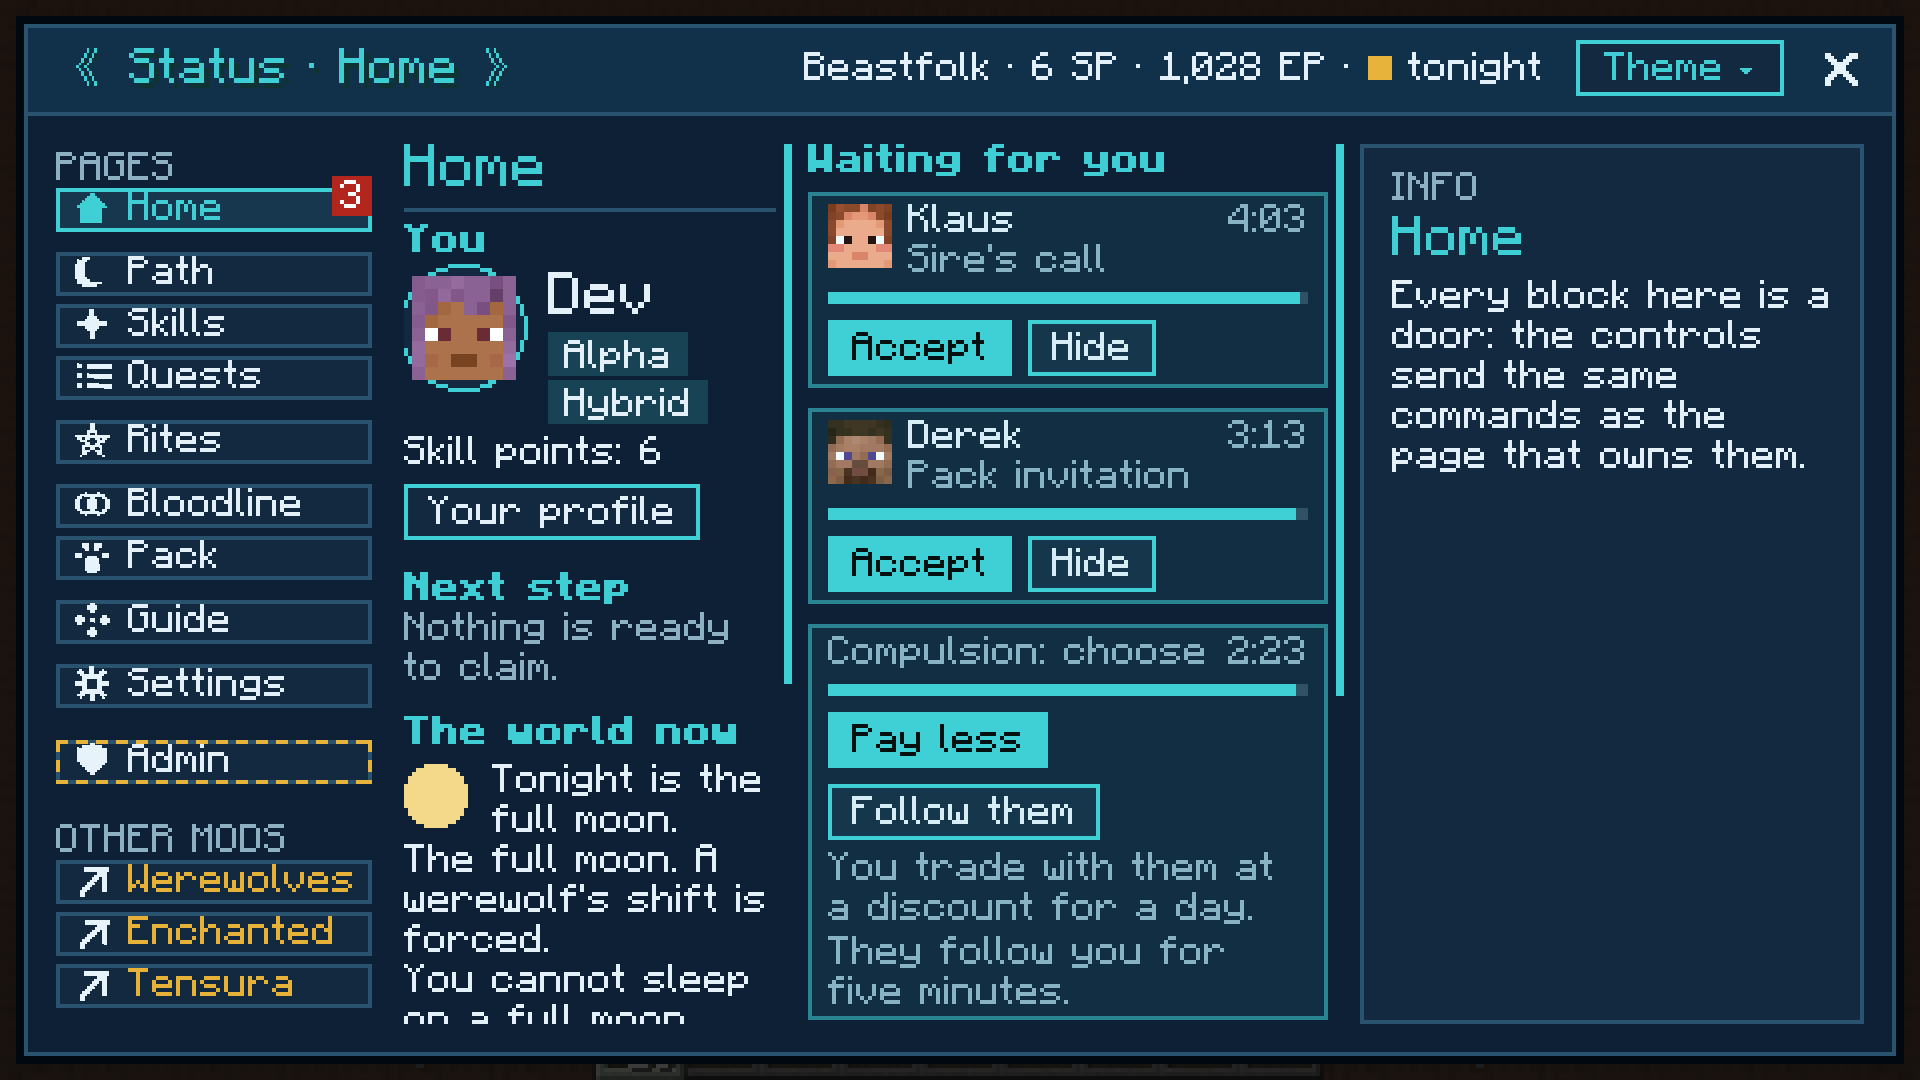 《 Status · Home 》
Beastfolk · 6 SP · 1,028 EP · tonight
Theme
PAGES
Home
3
Path
Skills
Quests
Rites
Bloodline
Pack
Guide
Settings
Admin
OTHER MODS
Werewolves
Enchanted
Tensura
Home
You
Dev
Alpha
Hybrid
Skill points: 6
Your profile
Next step
Nothing is ready
to claim.
The world now
Tonight is the
full moon.
The full moon. A
werewolf's shift is
forced.
You cannot sleep
on a full moon
Waiting for you
Klaus 4:03
Sire's call
Accept Hide
Derek 3:13
Pack invitation
Accept Hide
Compulsion: choose 2:23
Pay less
Follow them
You trade with them at
a discount for a day.
They follow you for
five minutes.
INFO
Home
Every block here is a
door: the controls
send the same
commands as the
page that owns them.